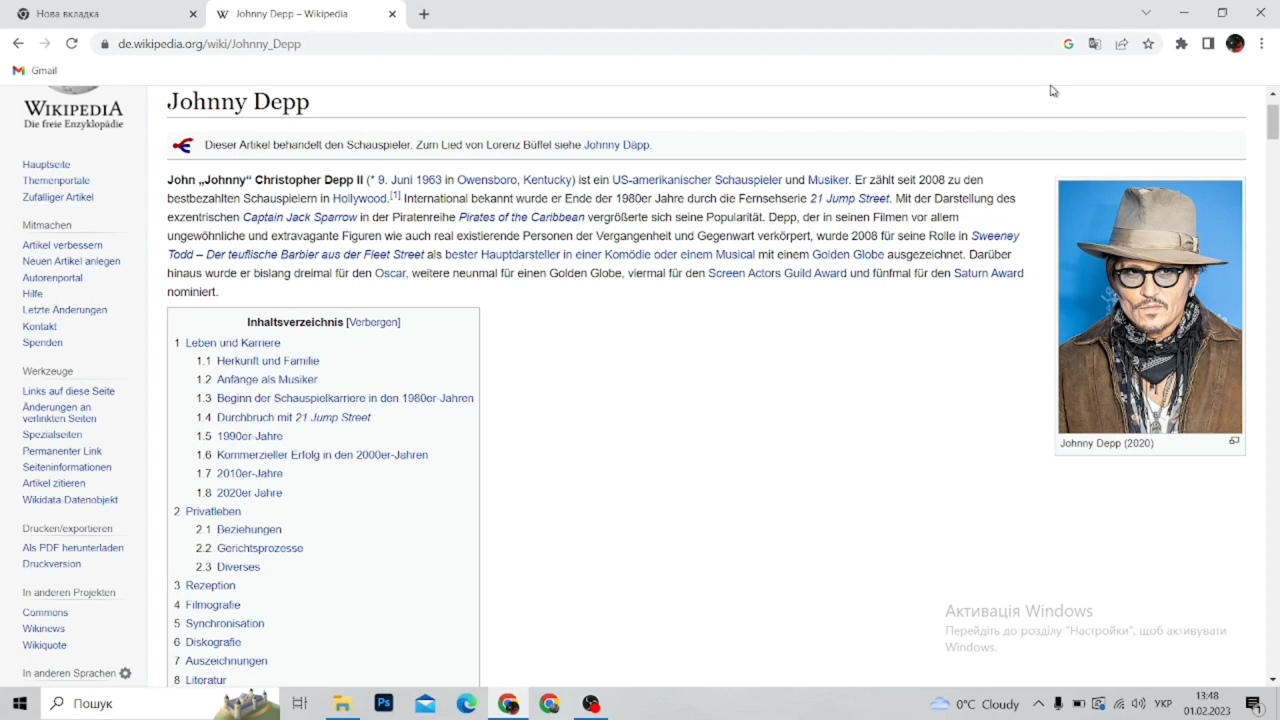 Нова вкладка
Johnny Depp – Wikipedia
de.wikipedia.org/wiki/Johnny_Depp
Gmail
WIKIPEDIA
Die freie Enzyklopädie
Hauptseite
Themenportale
Zufälliger Artikel
Mitmachen
Artikel verbessern
Neuen Artikel anlegen
Autorenportal
Hilfe
Letzte Änderungen
Kontakt
Spenden
Werkzeuge
Links auf diese Seite
Änderungen an
verlinkten Seiten
Spezialseiten
Permanenter Link
Seiteninformationen
Artikel zitieren
Wikidata-Datenobjekt
Drucken/exportieren
Als PDF herunterladen
Druckversion
In anderen Projekten
Commons
Wikinews
Wikiquote
In anderen Sprachen
Johnny Depp
Dieser Artikel behandelt den Schauspieler. Zum Lied von Lorenz Büffel siehe Johnny Däpp.
John „Johnny“ Christopher Depp II (* 9. Juni 1963 in Owensboro, Kentucky) ist ein US-amerikanischer Schauspieler und Musiker. Er zählt seit 2008 zu den
bestbezahlten Schauspielern in Hollywood.[1] International bekannt wurde er Ende der 1980er Jahre durch die Fernsehserie 21 Jump Street. Mit der Darstellung des
exzentrischen Captain Jack Sparrow in der Piratenreihe Pirates of the Caribbean vergrößerte sich seine Popularität. Depp, der in seinen Filmen vor allem
ungewöhnliche und extravagante Figuren wie auch real existierende Personen der Vergangenheit und Gegenwart verkörpert, wurde 2008 für seine Rolle in Sweeney
Todd – Der teuflische Barbier aus der Fleet Street als bester Hauptdarsteller in einer Komödie oder einem Musical mit einem Golden Globe ausgezeichnet. Darüber
hinaus wurde er bislang dreimal für den Oscar, weitere neunmal für einen Golden Globe, viermal für den Screen Actors Guild Award und fünfmal für den Saturn Award
nominiert.
Inhaltsverzeichnis [Verbergen]
1 Leben und Karriere
1.1 Herkunft und Familie
1.2 Anfänge als Musiker
1.3 Beginn der Schauspielkarriere in den 1980er-Jahren
1.4 Durchbruch mit 21 Jump Street
1.5 1990er-Jahre
1.6 Kommerzieller Erfolg in den 2000er-Jahren
1.7 2010er-Jahre
1.8 2020er Jahre
2 Privatleben
2.1 Beziehungen
2.2 Gerichtsprozesse
2.3 Diverses
3 Rezeption
4 Filmografie
5 Synchronisation
6 Diskografie
7 Auszeichnungen
8 Literatur
Johnny Depp (2020)
Активація Windows
Перейдіть до розділу "Настройки", щоб активувати
Windows.
Пошук
Ps
0°C Cloudy
УКР
13:48
01.02.2023
1